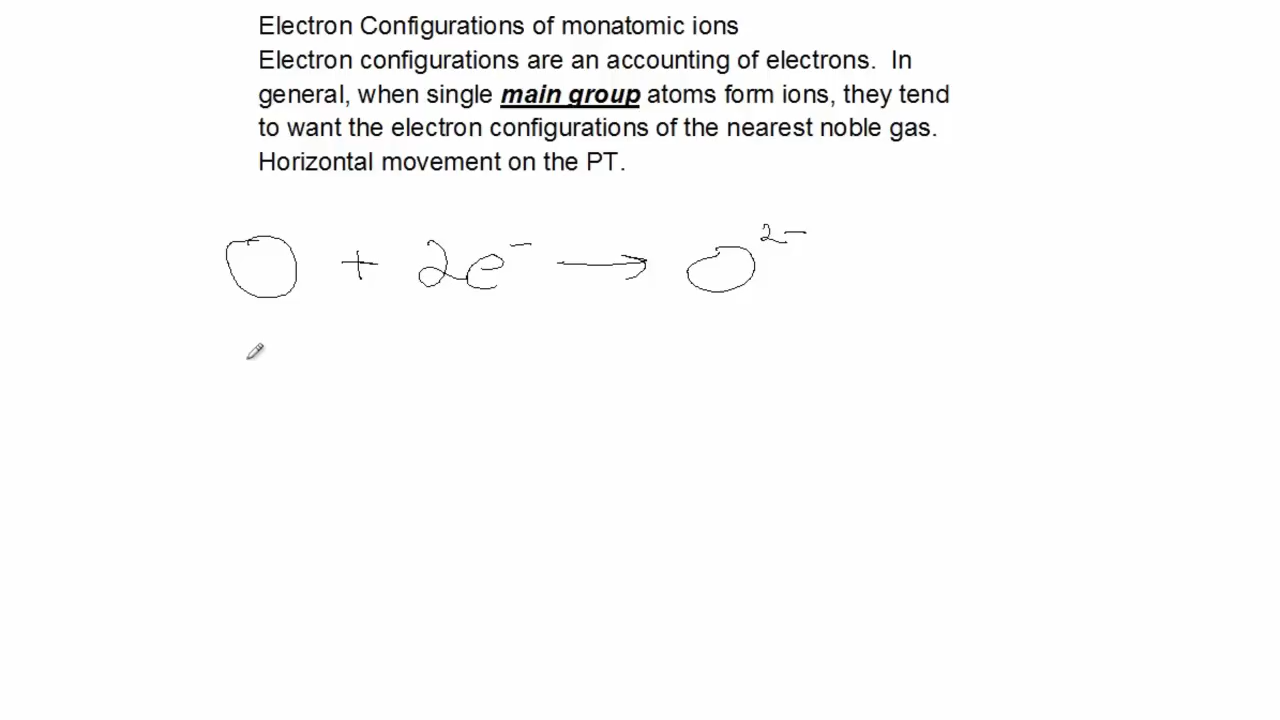 Electron Configurations of monatomic ions
Electron configurations are an accounting of electrons.  In
general, when single main group atoms form ions, they tend
to want the electron configurations of the nearest noble gas.
Horizontal movement on the PT.
O + 2e⁻ → O²⁻